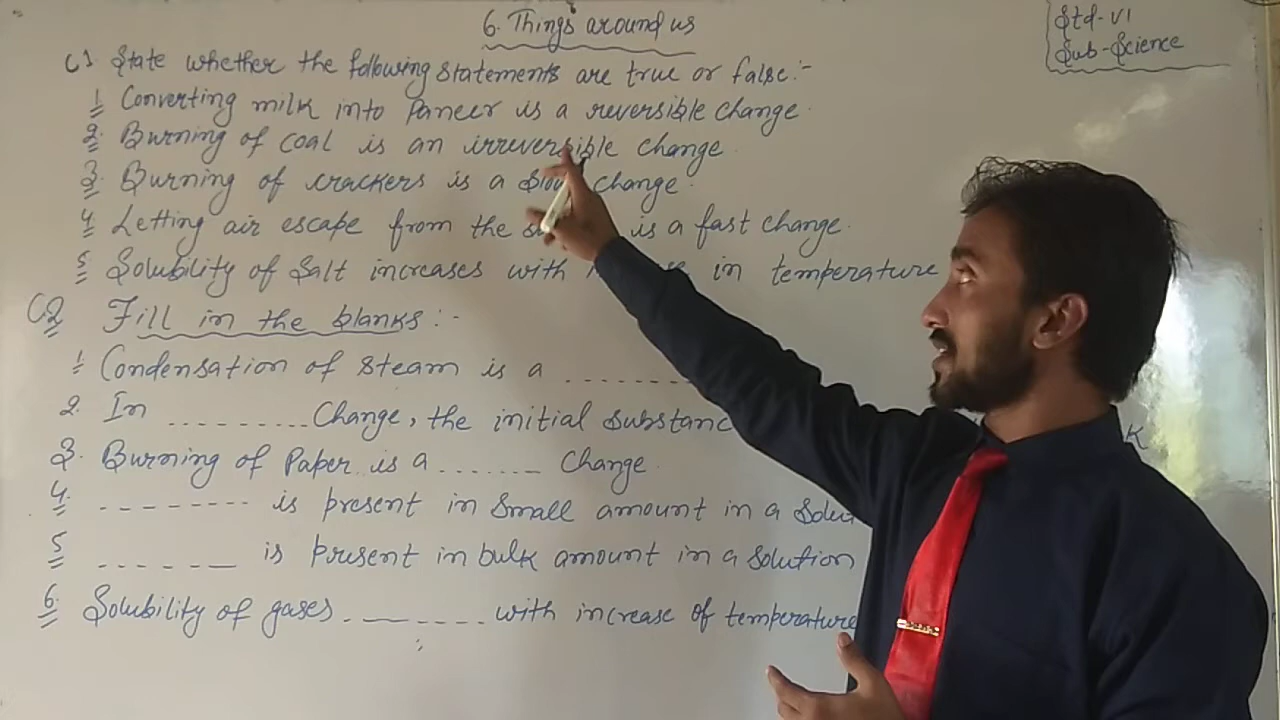 6. Things around us
Std-VI
Sub-Science
C1 State whether the following statements are true or false:-
1 Converting milk into Paneer is a reversible change.
2 Burning of coal is an irreversible change.
3 Burning of crackers is a slow change.
4 Letting air escape from the is a fast change.
5 Solubility of Salt increases with in temperature
C.2 Fill in the blanks:-
1 Condensation of steam is a .......
2. In ......... Change, the initial substanc
3. Burning of Paper is a ....... Change.
4. --------- is present in small amount in a Solut
5 ------ is present in bulk amount in a solution
6. Solubility of gases -------- with increase of temperature